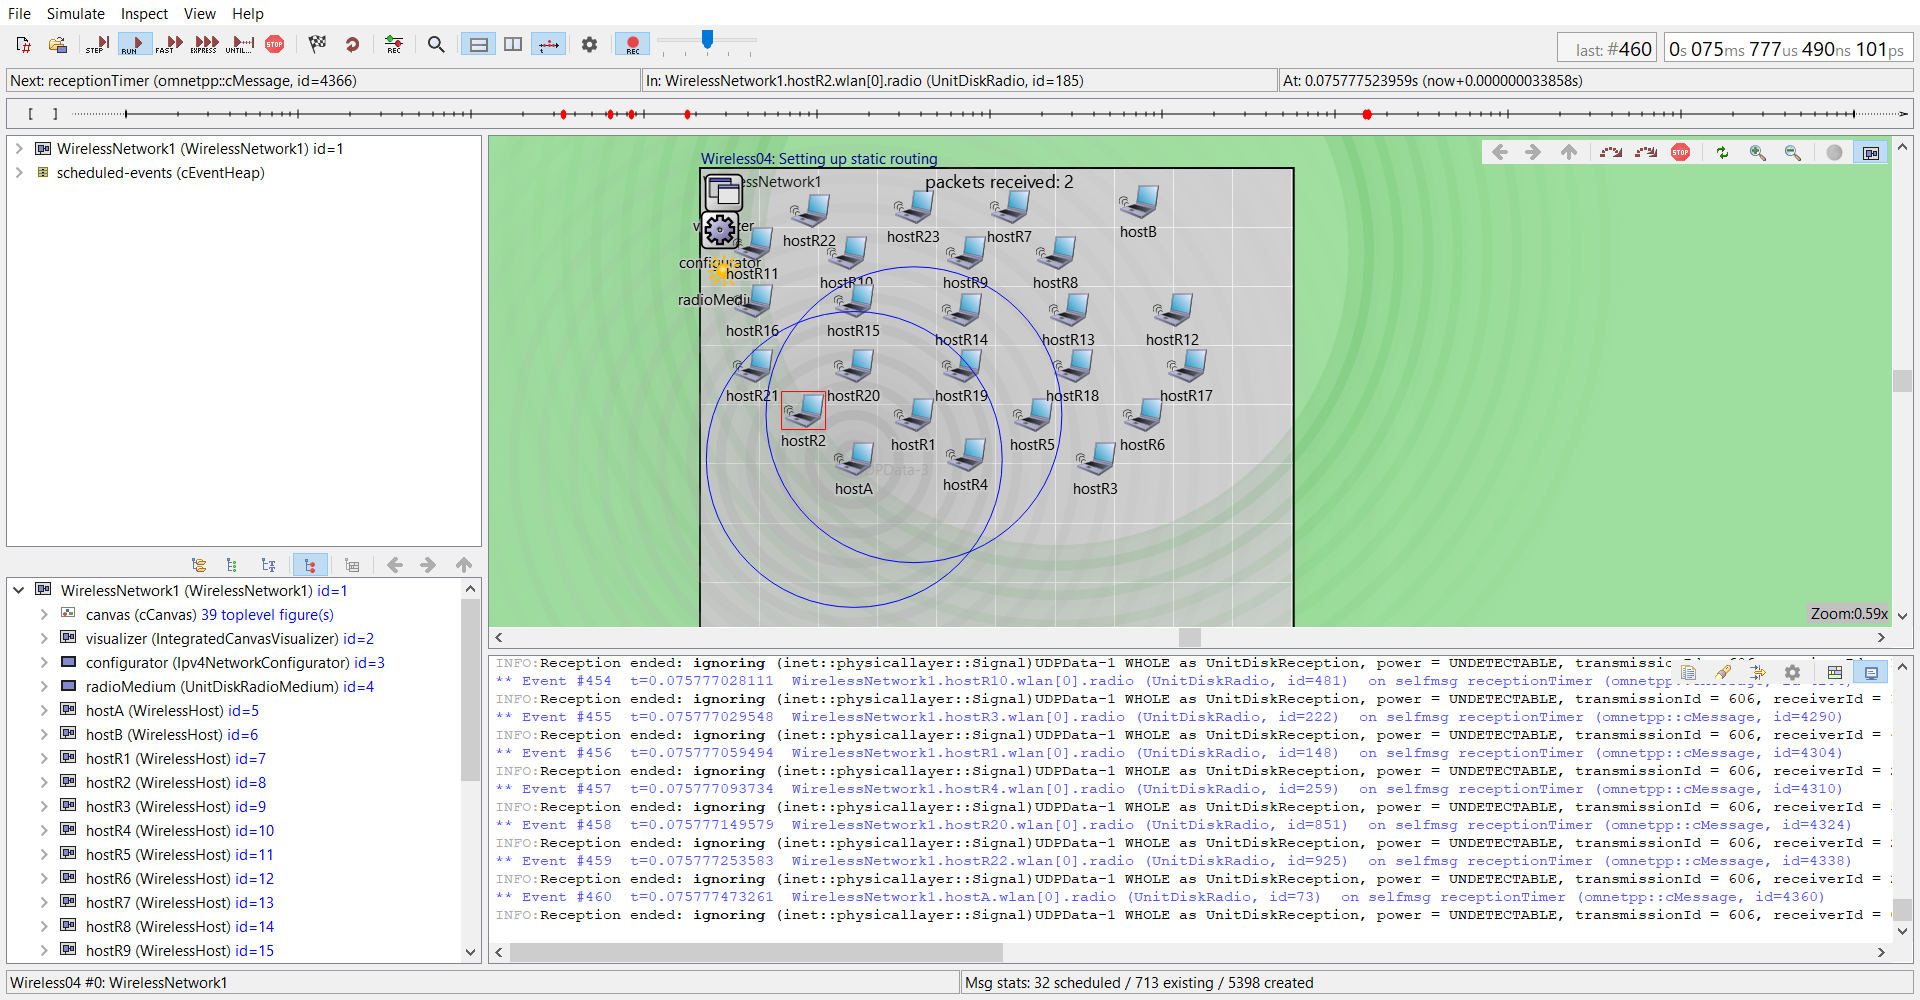 File Simulate Inspect View Help
STEP RUN FAST EXPRESS UNTIL... STOP REC REC
last: #460 0s 075ms 777us 490ns 101ps
Next: receptionTimer (omnetpp::cMessage, id=4366) In: WirelessNetwork1.hostR2.wlan[0].radio (UnitDiskRadio, id=185) At: 0.075777523959s (now+0.000000033858s)
WirelessNetwork1 (WirelessNetwork1) id=1
scheduled-events (cEventHeap)
WirelessNetwork1 (WirelessNetwork1) id=1
canvas (cCanvas) 39 toplevel figure(s)
visualizer (IntegratedCanvasVisualizer) id=2
configurator (Ipv4NetworkConfigurator) id=3
radioMedium (UnitDiskRadioMedium) id=4
hostA (WirelessHost) id=5
hostB (WirelessHost) id=6
hostR1 (WirelessHost) id=7
hostR2 (WirelessHost) id=8
hostR3 (WirelessHost) id=9
hostR4 (WirelessHost) id=10
hostR5 (WirelessHost) id=11
hostR6 (WirelessHost) id=12
hostR7 (WirelessHost) id=13
hostR8 (WirelessHost) id=14
hostR9 (WirelessHost) id=15
STOP
Wireless04: Setting up static routing
essNetwork1 packets received: 2
hostR22 hostR23 hostR7 hostB
configurator hostR11 hostR10 hostR9 hostR8
radioMediu
hostR16 hostR15 hostR14 hostR13 hostR12
hostR21 hostR20 hostR19 hostR18 hostR17
hostR2 hostR1 hostR5 hostR6
PData-3
hostA hostR4 hostR3
Zoom:0.59x
INFO:Reception ended: ignoring (inet::physicallayer::Signal)UDPData-1 WHOLE as UnitDiskReception, power = UNDETECTABLE, transmissionId = 606, receiverId =
** Event #454 t=0.075777028111 WirelessNetwork1.hostR10.wlan[0].radio (UnitDiskRadio, id=481) on selfmsg receptionTimer (omnetpp::cMessage,
INFO:Reception ended: ignoring (inet::physicallayer::Signal)UDPData-1 WHOLE as UnitDiskReception, power = UNDETECTABLE, transmissionId = 606, receiverId =
** Event #455 t=0.075777029548 WirelessNetwork1.hostR3.wlan[0].radio (UnitDiskRadio, id=222) on selfmsg receptionTimer (omnetpp::cMessage, id=4290)
INFO:Reception ended: ignoring (inet::physicallayer::Signal)UDPData-1 WHOLE as UnitDiskReception, power = UNDETECTABLE, transmissionId = 606, receiverId =
** Event #456 t=0.075777059494 WirelessNetwork1.hostR1.wlan[0].radio (UnitDiskRadio, id=148) on selfmsg receptionTimer (omnetpp::cMessage, id=4304)
INFO:Reception ended: ignoring (inet::physicallayer::Signal)UDPData-1 WHOLE as UnitDiskReception, power = UNDETECTABLE, transmissionId = 606, receiverId =
** Event #457 t=0.075777093734 WirelessNetwork1.hostR4.wlan[0].radio (UnitDiskRadio, id=259) on selfmsg receptionTimer (omnetpp::cMessage, id=4310)
INFO:Reception ended: ignoring (inet::physicallayer::Signal)UDPData-1 WHOLE as UnitDiskReception, power = UNDETECTABLE, transmissionId = 606, receiverId =
** Event #458 t=0.075777149579 WirelessNetwork1.hostR20.wlan[0].radio (UnitDiskRadio, id=851) on selfmsg receptionTimer (omnetpp::cMessage, id=4324)
INFO:Reception ended: ignoring (inet::physicallayer::Signal)UDPData-1 WHOLE as UnitDiskReception, power = UNDETECTABLE, transmissionId = 606, receiverId =
** Event #459 t=0.075777253583 WirelessNetwork1.hostR22.wlan[0].radio (UnitDiskRadio, id=925) on selfmsg receptionTimer (omnetpp::cMessage, id=4338)
INFO:Reception ended: ignoring (inet::physicallayer::Signal)UDPData-1 WHOLE as UnitDiskReception, power = UNDETECTABLE, transmissionId = 606, receiverId =
** Event #460 t=0.075777473261 WirelessNetwork1.hostA.wlan[0].radio (UnitDiskRadio, id=73) on selfmsg receptionTimer (omnetpp::cMessage, id=4360)
INFO:Reception ended: ignoring (inet::physicallayer::Signal)UDPData-1 WHOLE as UnitDiskReception, power = UNDETECTABLE, transmissionId = 606, receiverId =
Wireless04 #0: WirelessNetwork1 Msg stats: 32 scheduled / 713 existing / 5398 created